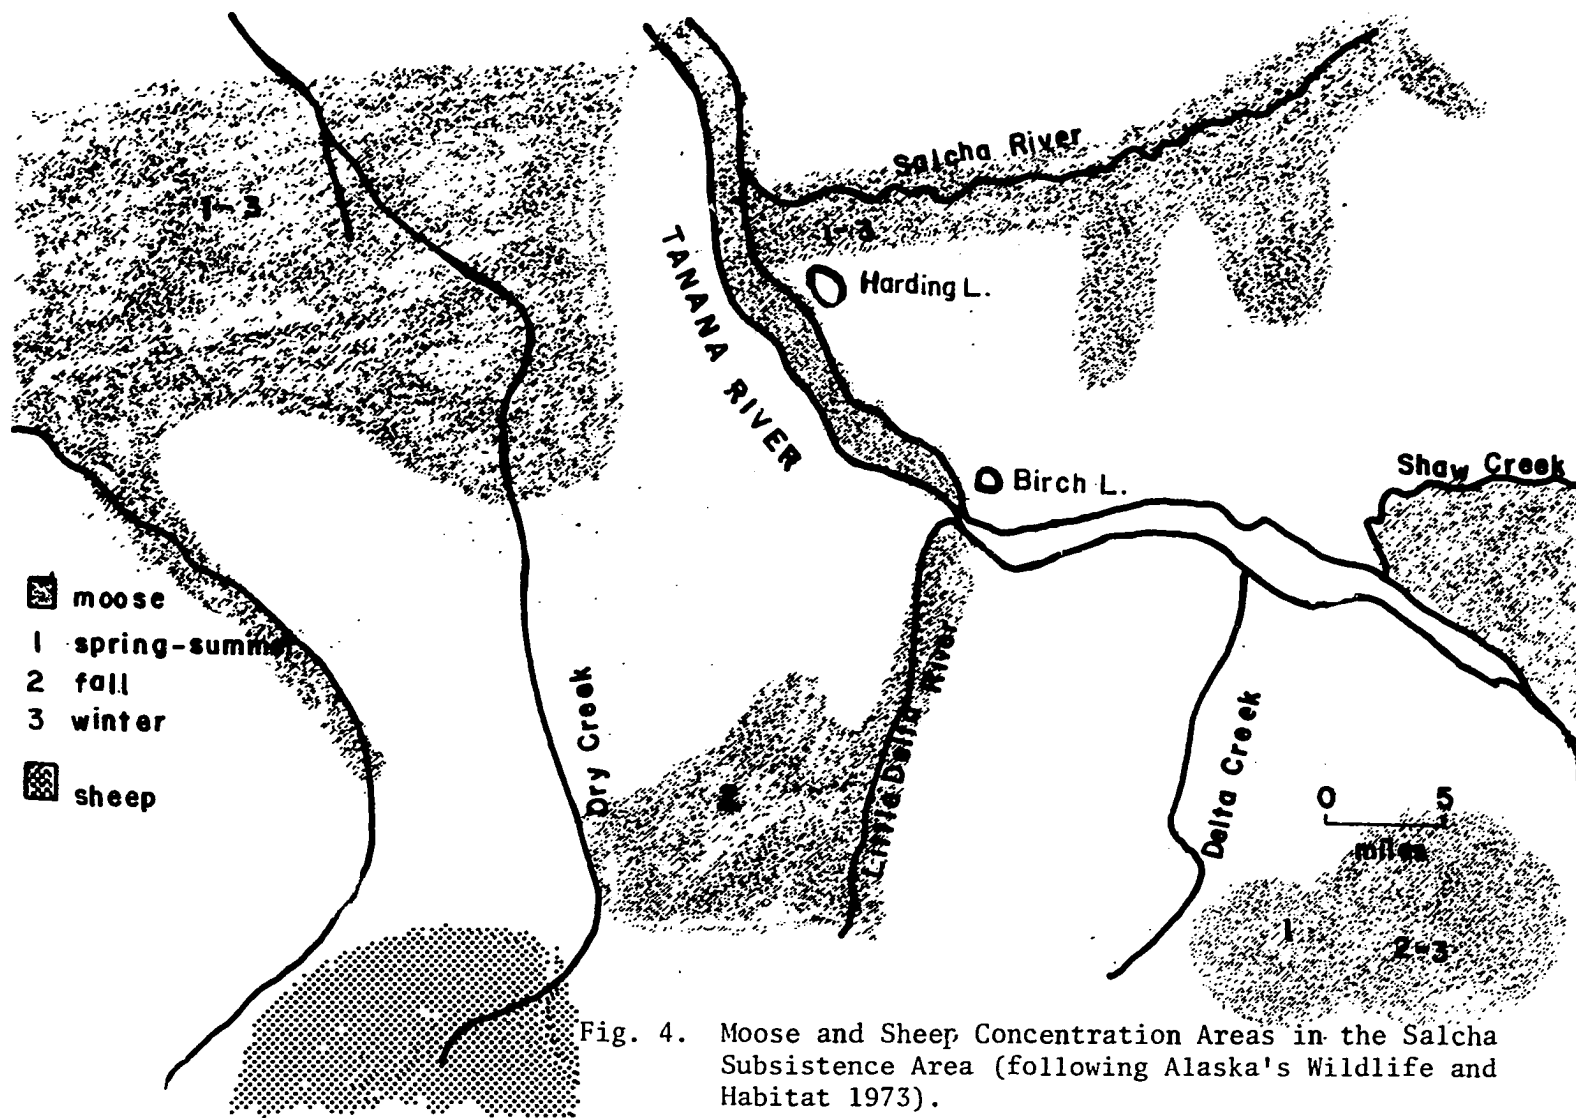 1-3
Salcha River
1-3
Harding L.
TANANA RIVER
Birch L.
Shaw Creek
moose
1 spring-summer
2 fall
3 winter
sheep
Dry Creek
2
Little Delta River
Delta Creek
0 5
miles
1
2-3
Fig. 4. Moose and Sheep Concentration Areas in the Salcha
Subsistence Area (following Alaska's Wildlife and
Habitat 1973).